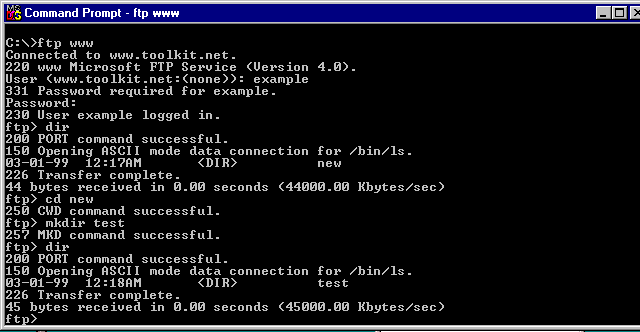 Command Prompt - ftp www
C:\>ftp www
Connected to www.toolkit.net.
220 www Microsoft FTP Service (Version 4.0).
User (www.toolkit.net:(none)): example
331 Password required for example.
Password:
230 User example logged in.
ftp> dir
200 PORT command successful.
150 Opening ASCII mode data connection for /bin/ls.
03-01-99  12:17AM       <DIR>          new
226 Transfer complete.
44 bytes received in 0.00 seconds (44000.00 Kbytes/sec)
ftp> cd new
250 CWD command successful.
ftp> mkdir test
257 MKD command successful.
ftp> dir
200 PORT command successful.
150 Opening ASCII mode data connection for /bin/ls.
03-01-99  12:18AM       <DIR>          test
226 Transfer complete.
45 bytes received in 0.00 seconds (45000.00 Kbytes/sec)
ftp>